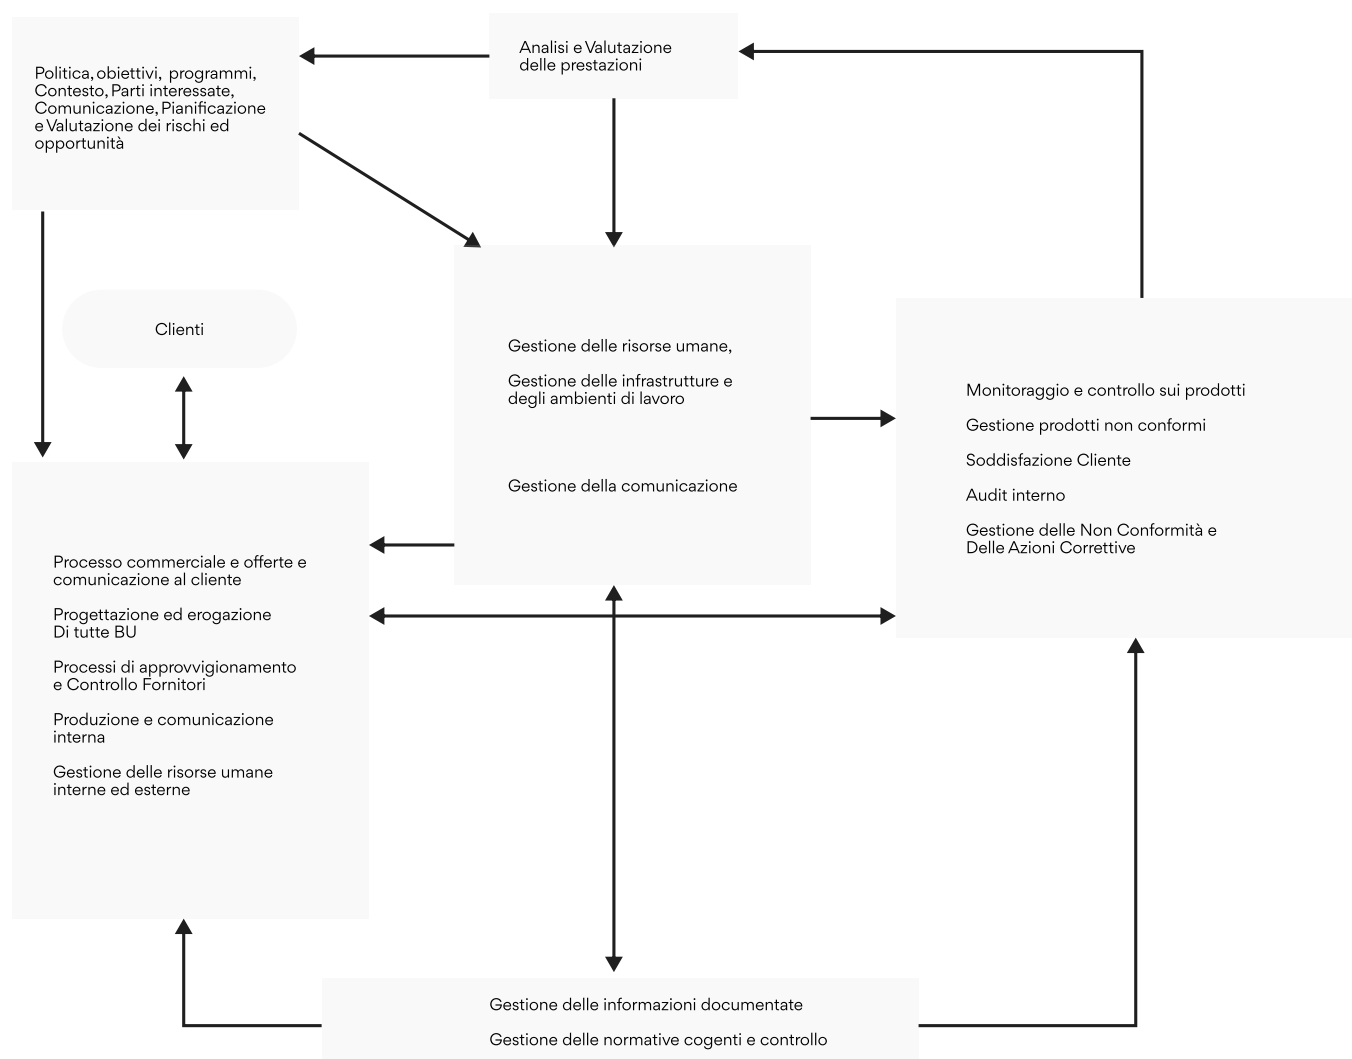 Analisi e Valutazione
delle prestazioni
Politica, obiettivi, programmi,
Contesto, Parti interessate,
Comunicazione, Pianificazione
e Valutazione dei rischi ed
opportunità
Clienti
Gestione delle risorse umane,
Gestione delle infrastrutture e
degli ambienti di lavoro
Gestione della comunicazione
Monitoraggio e controllo sui prodotti
Gestione prodotti non conformi
Soddisfazione Cliente
Audit interno
Gestione delle Non Conformità e
Delle Azioni Correttive
Processo commerciale e offerte e
comunicazione al cliente
Progettazione ed erogazione
Di tutte BU
Processi di approvvigionamento
e Controllo Fornitori
Produzione e comunicazione
interna
Gestione delle risorse umane
interne ed esterne
Gestione delle informazioni documentate
Gestione delle normative cogenti e controllo